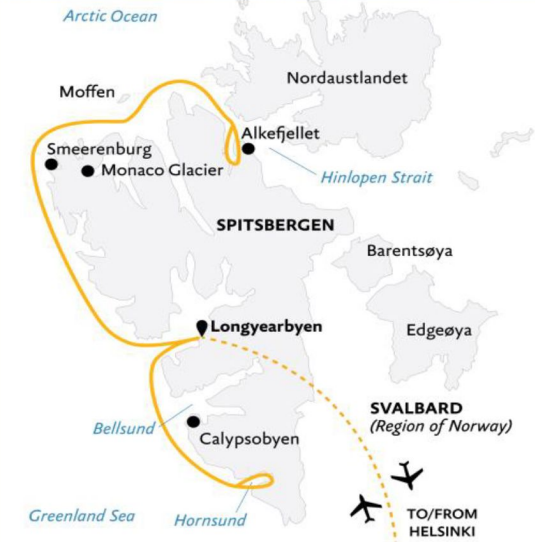 Arctic Ocean
Nordaustlandet
Moffen
Alkefjellet
Smeerenburg
Monaco Glacier
Hinlopen Strait
SPITSBERGEN
Barentsøya
Longyearbyen
Edgeøya
SVALBARD
(Region of Norway)
Bellsund
Calypsobyen
Greenland Sea
Hornsund
TO/FROM
HELSINKI